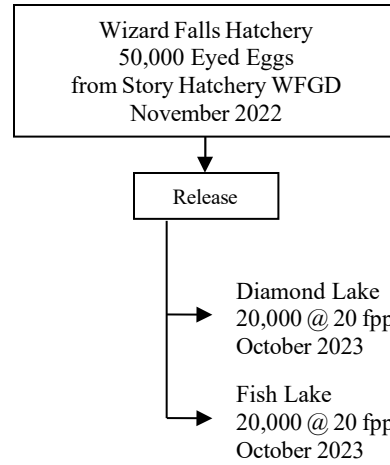 Wizard Falls Hatchery
50,000 Eyed Eggs
from Story Hatchery WFGD
November 2022
Release
Diamond Lake
20,000 @ 20 fpp
October 2023
Fish Lake
20,000 @ 20 fpp
October 2023